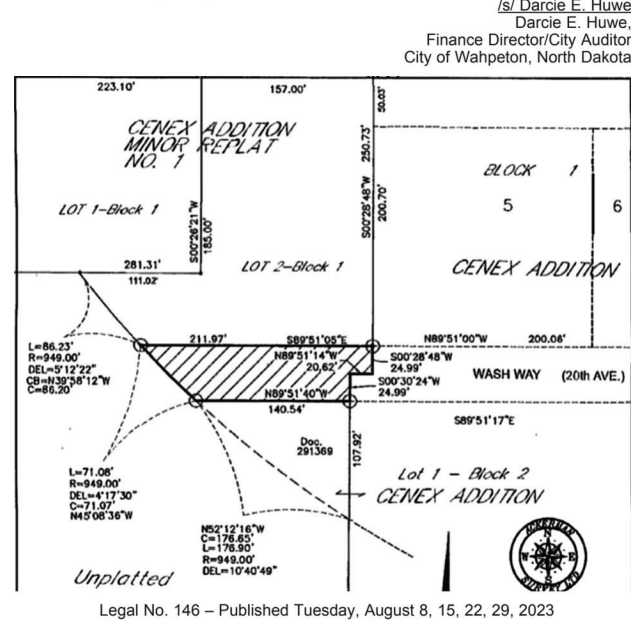 /s/ Darcie E. Huwe
Darcie E. Huwe,
Finance Director/City Auditor
City of Wahpeton, North Dakota
223.10'
157.00'
50.03'
CENEX ADDITION
MINOR REPLAT
NO. 1
S00°28'48"W 250.73'
200.70'
BLOCK 1
5
6
LOT 1-Block 1
S00°26'21"W
185.00'
281.31'
111.02'
LOT 2-Block 1
CENEX ADDITION
211.97'
S89°51'05"E
N89°51'00"W 200.08'
L=86.23'
R=949.00'
DEL=5°12'22"
CB=N39°58'12"W
C=86.20'
N89°51'14"W
20.62'
S00°28'48"W
24.99'
WASH WAY (20th AVE.)
S00°30'24"W
24.99'
N89°51'40"W
140.54'
S89°51'17"E
Doc.
291369
107.92'
L=71.08'
R=949.00'
DEL=4°17'30"
C=71.07'
N45°08'36"W
Lot 1 - Block 2
CENEX ADDITION
N52°12'16"W
C=176.65'
L=176.90'
R=949.00'
DEL=10°40'49"
Unplatted
ACKERMAN
N
W E
S
SURVEY LTD
Legal No. 146 – Published Tuesday, August 8, 15, 22, 29, 2023